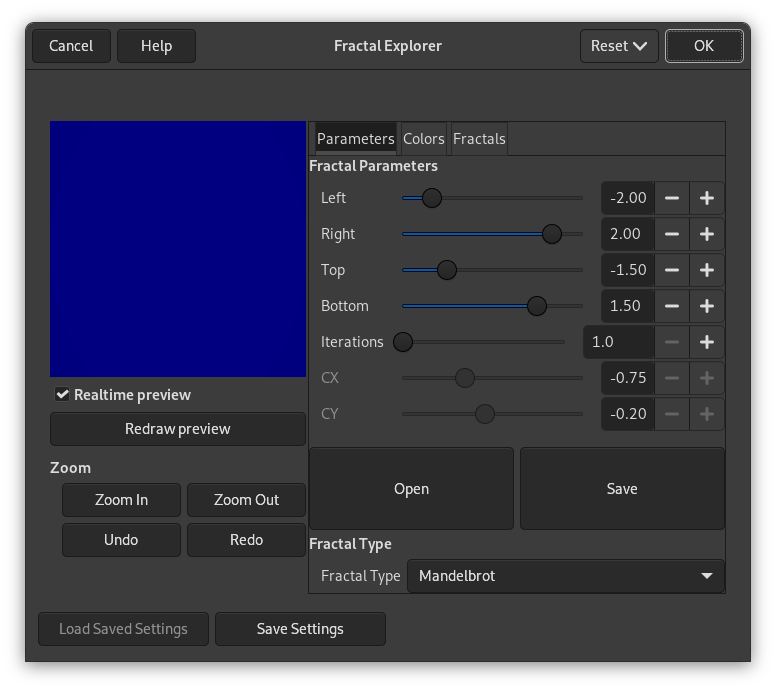 Cancel Help Fractal Explorer Reset OK
Parameters Colors Fractals
Fractal Parameters
Left -2.00
Right 2.00
Top -1.50
Bottom 1.50
Iterations 1.0
CX -0.75
CY -0.20
Realtime preview
Redraw preview
Zoom
Zoom In Zoom Out
Undo Redo
Open Save
Fractal Type
Fractal Type Mandelbrot
Load Saved Settings Save Settings